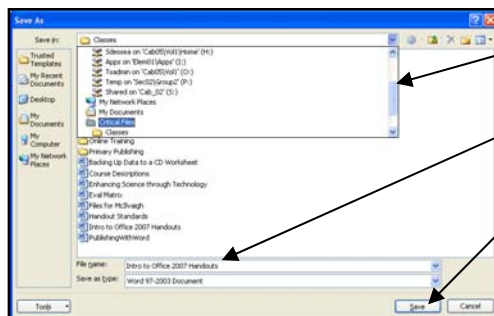 Save As
Save in:
Classes
Trusted Templates
My Recent Documents
Desktop
My Documents
My Computer
My Network Places
Sdessea on 'Cab05\Vol1\Home' (H:)
Apps on 'Elem01\Apps' (I:)
Tsadmin on 'Cab05\Vol1' (O:)
Temp on 'Sec02\Group2' (P:)
Shared on 'Cab_02' (S:)
My Network Places
My Documents
Critical Files
Classes
Online Training
Primary Publishing
Backing Up Data to a CD Worksheet
Course Descriptions
Enhancing Science through Technology
Eval Matrix
Files for McIlvaigh
Handout Standards
Intro to Office 2007 Handouts
PublishingWithWord
File name:
Intro to Office 2007 Handouts
Save as type:
Word 97-2003 Document
Tools
Save
Cancel